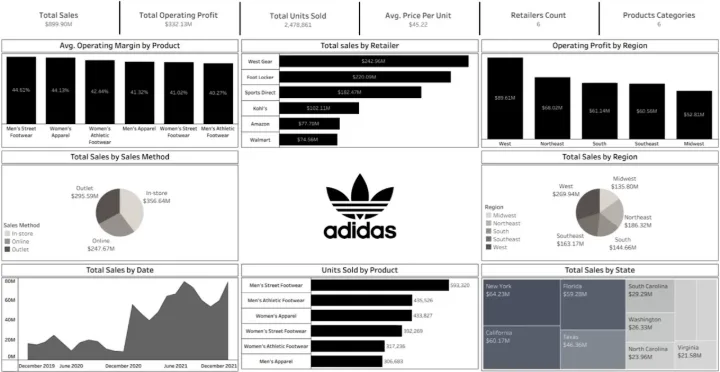 Total Sales
$899.90M
Total Operating Profit
$332.13M
Total Units Sold
2,478,861
Avg. Price Per Unit
$45.22
Retailers Count
6
Products Categories
6
Avg. Operating Margin by Product
44.61%
44.13%
42.44%
41.32%
41.02%
40.27%
Men's Street Footwear
Women's Apparel
Women's Athletic Footwear
Men's Apparel
Women's Street Footwear
Men's Athletic Footwear
Total sales by Retailer
West Gear
$242.96M
Foot Locker
$220.09M
Sports Direct
$182.47M
Kohl's
$102.11M
Amazon
$77.70M
Walmart
$74.56M
Operating Profit by Region
$89.61M
$68.02M
$61.14M
$60.56M
$52.81M
West
Northeast
South
Southeast
Midwest
Total Sales by Sales Method
Outlet
$295.59M
In-store
$356.64M
Online
$247.67M
Sales Method
In-store
Online
Outlet
adidas
Total Sales by Region
West
$269.94M
Midwest
$135.80M
Northeast
$186.32M
South
$144.66M
Southeast
$163.17M
Region
Midwest
Northeast
South
Southeast
West
Total Sales by Date
80M
60M
40M
20M
0M
December 2019
June 2020
December 2020
June 2021
December 2021
Units Sold by Product
Men's Street Footwear
593,320
Men's Athletic Footwear
435,526
Women's Apparel
433,827
Women's Street Footwear
392,269
Women's Athletic Footwear
317,236
Men's Apparel
306,683
Total Sales by State
New York
$64.23M
California
$60.17M
Florida
$59.28M
Texas
$46.36M
South Carolina
$29.29M
Washington
$26.33M
North Carolina
$23.96M
Virginia
$21.58M